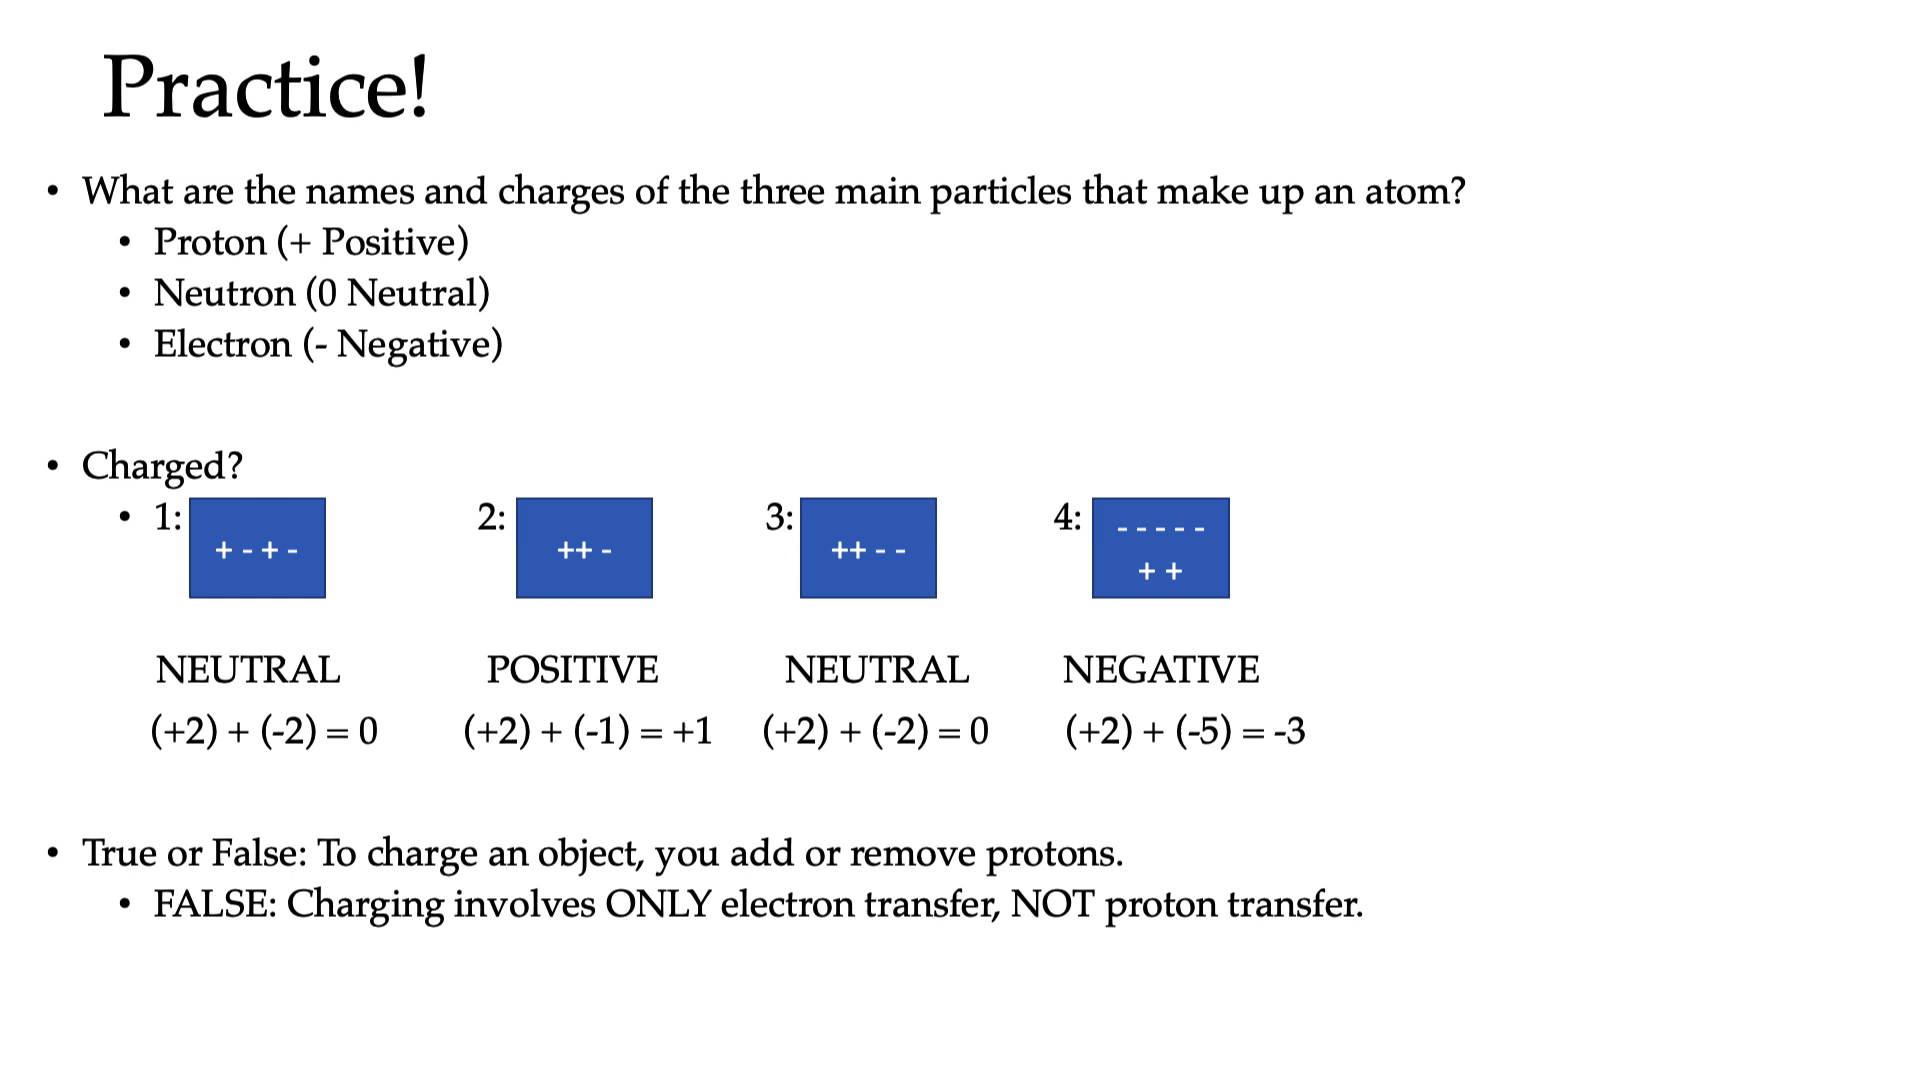 Practice!
• What are the names and charges of the three main particles that make up an atom?
• Proton (+ Positive)
• Neutron (0 Neutral)
• Electron (- Negative)
• Charged?
• 1: 2: 3: 4:
- - - - -
+ - + - ++ - ++ - -
+ +
NEUTRAL POSITIVE NEUTRAL NEGATIVE
(+2) + (-2) = 0 (+2) + (-1) = +1 (+2) + (-2) = 0 (+2) + (-5) = -3
• True or False: To charge an object, you add or remove protons.
• FALSE: Charging involves ONLY electron transfer, NOT proton transfer.